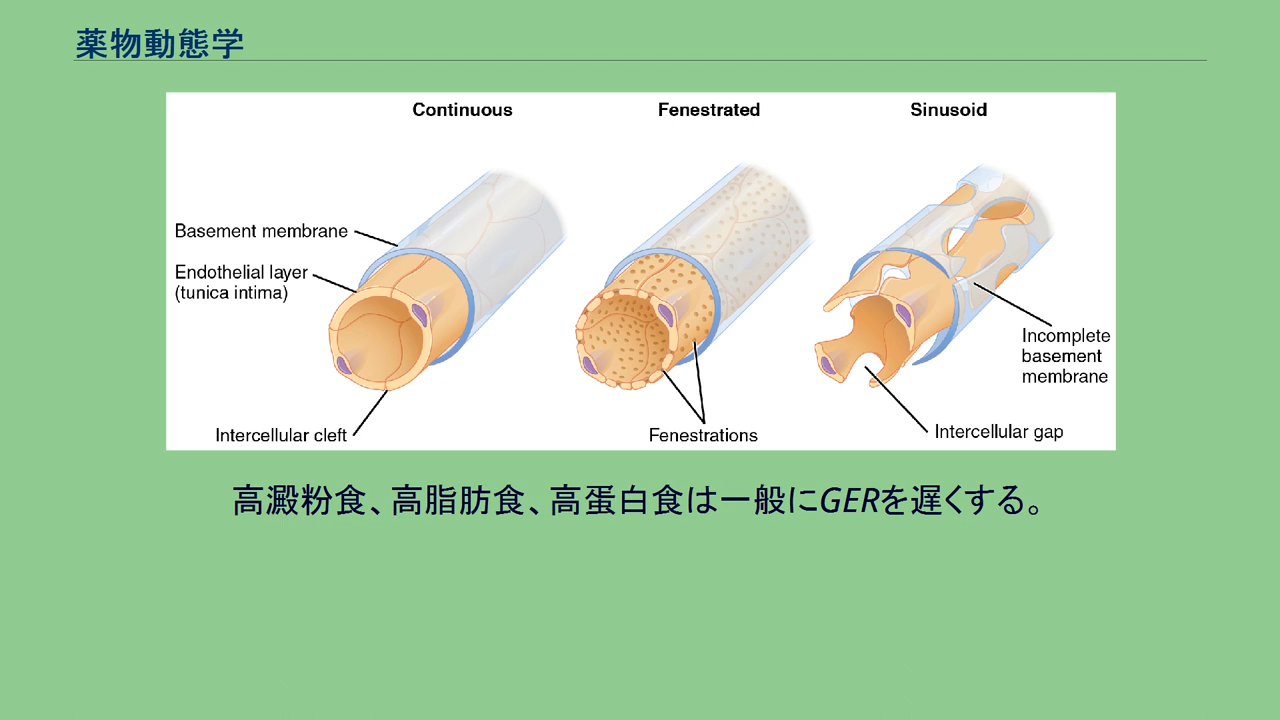 薬物動態学
Continuous
Fenestrated
Sinusoid
Basement membrane
Endothelial layer
(tunica intima)
Intercellular cleft
Fenestrations
Incomplete
basement
membrane
Intercellular gap
高澱粉食、高脂肪食、高蛋白食は一般にGERを遅くする。